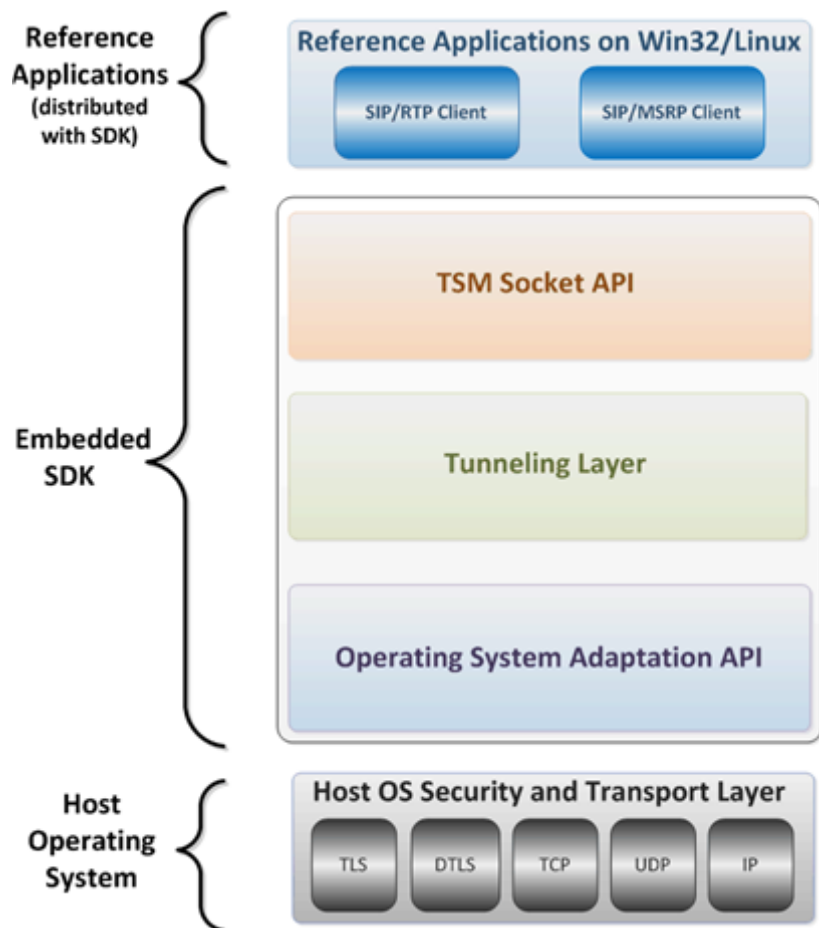 Reference
Applications
(distributed
with SDK)
Reference Applications on Win32/Linux
SIP/RTP Client
SIP/MSRP Client
Embedded
SDK
TSM Socket API
Tunneling Layer
Operating System Adaptation API
Host
Operating
System
Host OS Security and Transport Layer
TLS
DTLS
TCP
UDP
IP